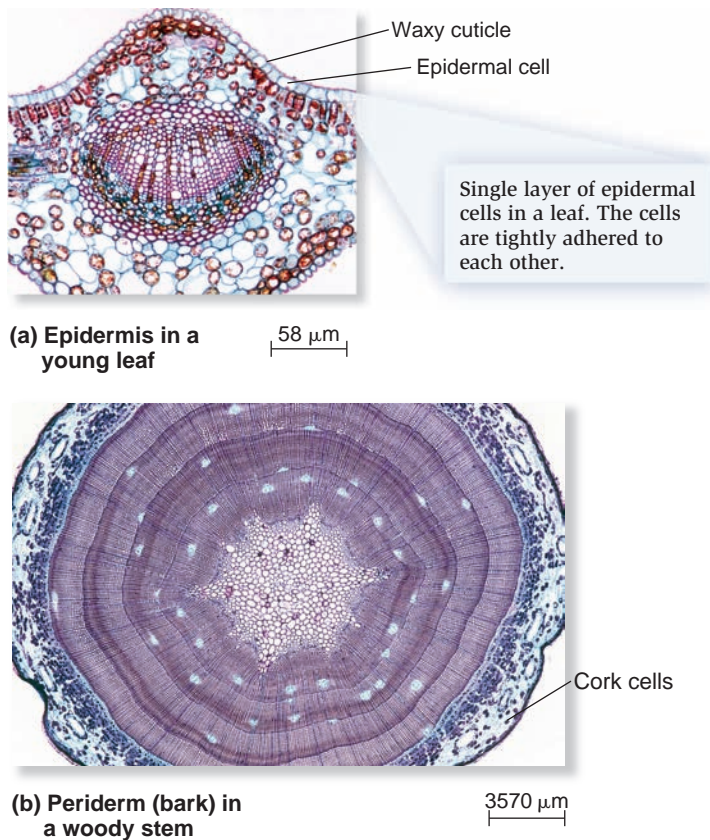 Waxy cuticle
Epidermal cell
Single layer of epidermal
cells in a leaf. The cells
are tightly adhered to
each other.
(a) Epidermis in a
young leaf
58 μm
Cork cells
(b) Periderm (bark) in
a woody stem
3570 μm